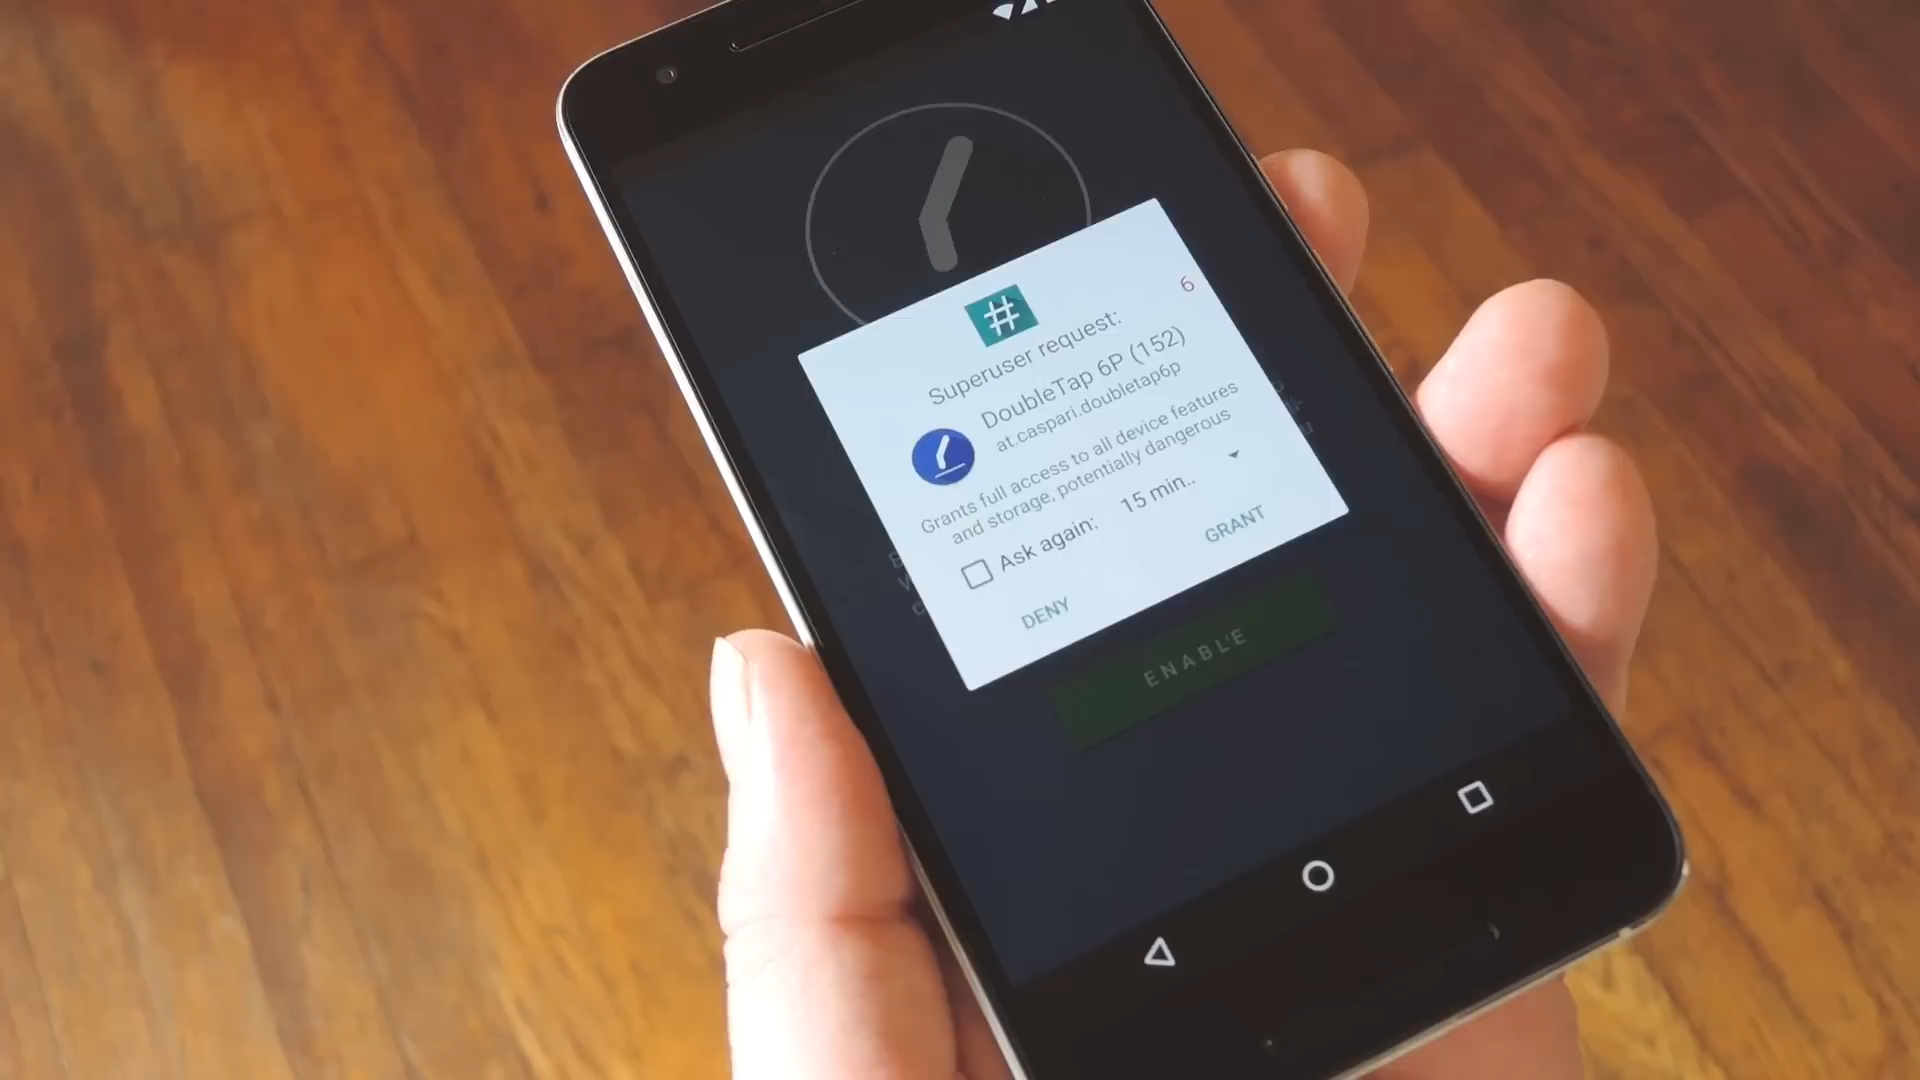 #
6
Superuser request:
DoubleTap 6P (152)
at.caspari.doubletap6p
Grants full access to all device features
and storage, potentially dangerous
Ask again: 15 min..
DENY GRANT
ENABLE